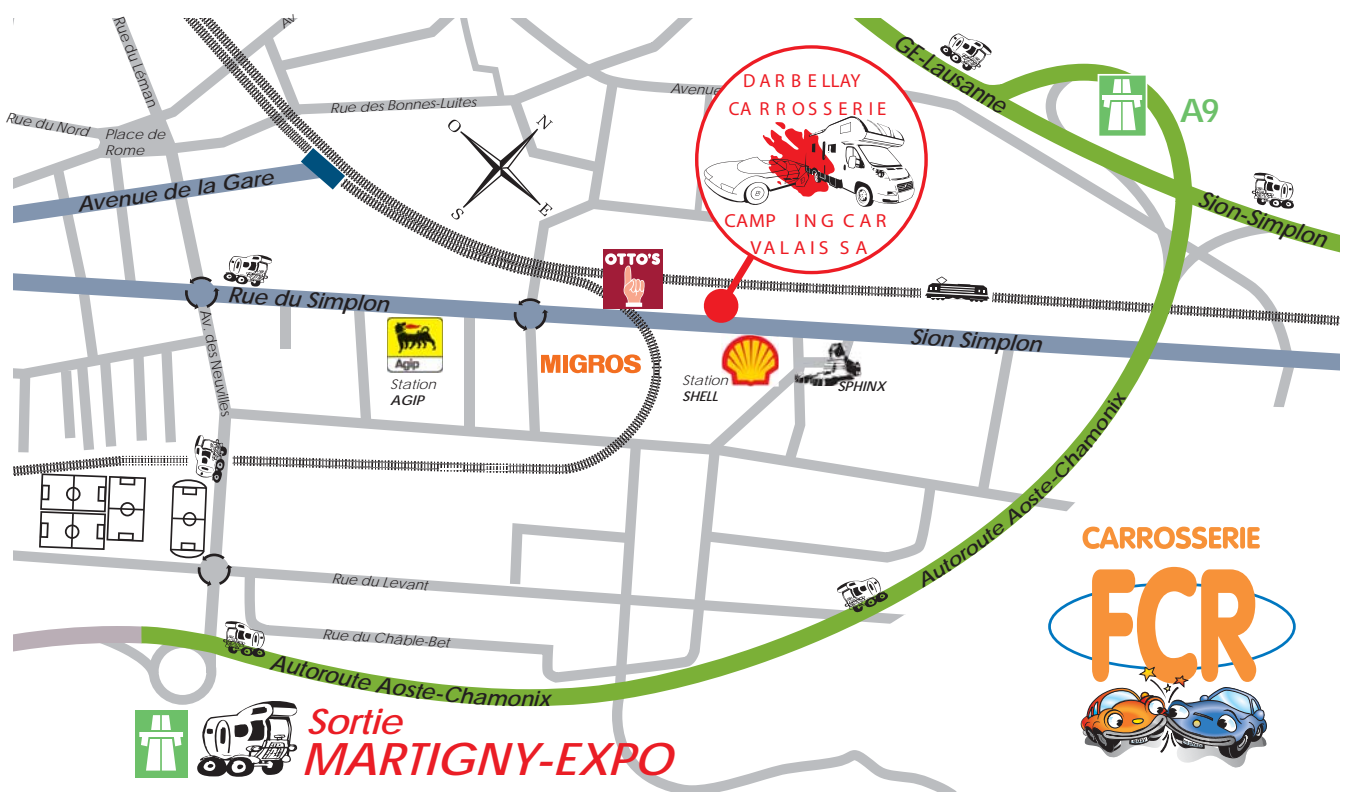 Rue du Léman
Av
GE-Lausanne
A9
Rue des Bonnes-Luites
Avenue
DARBELLAY
CARROSSERIE
CAMPINGCAR
VALAIS SA
Rue du Nord
Place de
Rome
O
N
S
E
Avenue de la Gare
Sion-Simplon
OTTO'S
Rue du Simplon
Sion Simplon
Av. des Neuvilles
Agip
Station
AGIP
MIGROS
Station
SHELL
SPHINX
Autoroute Aoste-Chamonix
CARROSSERIE
FCR
Rue du Levant
Rue du Châble-Bet
Autoroute Aoste-Chamonix
Sortie
MARTIGNY-EXPO